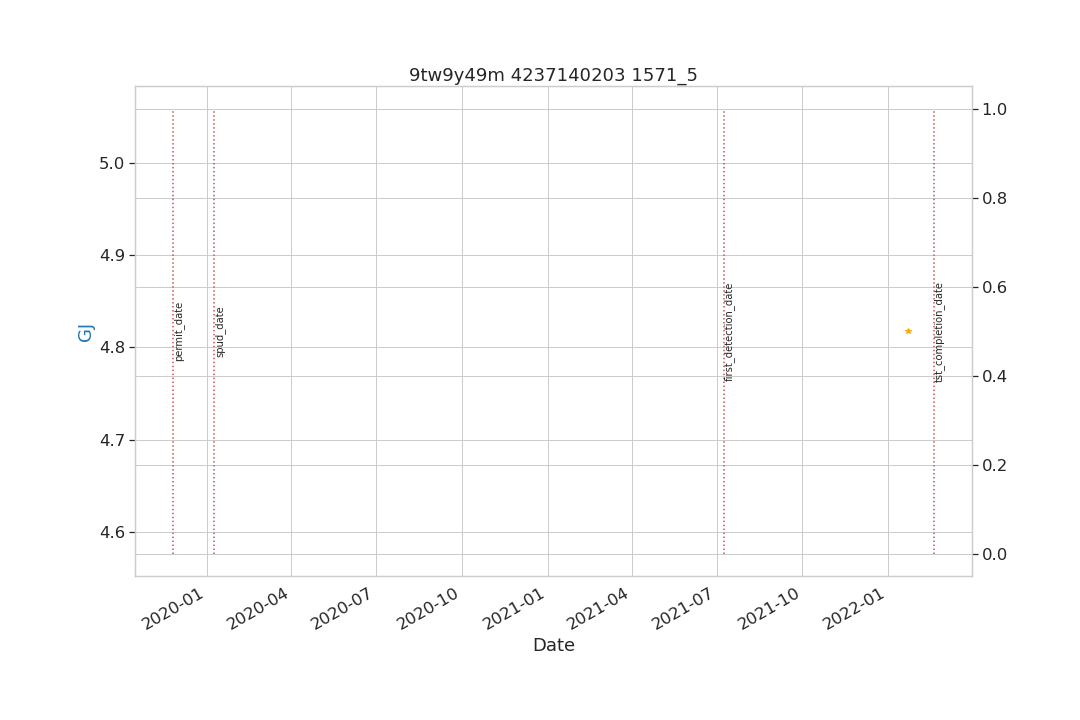 9tw9y49m 4237140203 1571_5
GJ
5.0
4.9
4.8
4.7
4.6
1.0
0.8
0.6
0.4
0.2
0.0
permit_date
spud_date
first_detection_date
tst_completion_date
2020-01
2020-04
2020-07
2020-10
2021-01
2021-04
2021-07
2021-10
2022-01
Date